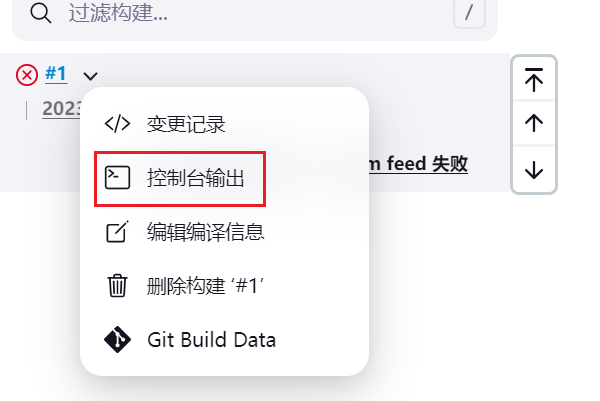 过滤构建...
/
#1
2023
变更记录
控制台输出
m feed 失败
编辑编译信息
删除构建 ‘#1’
Git Build Data